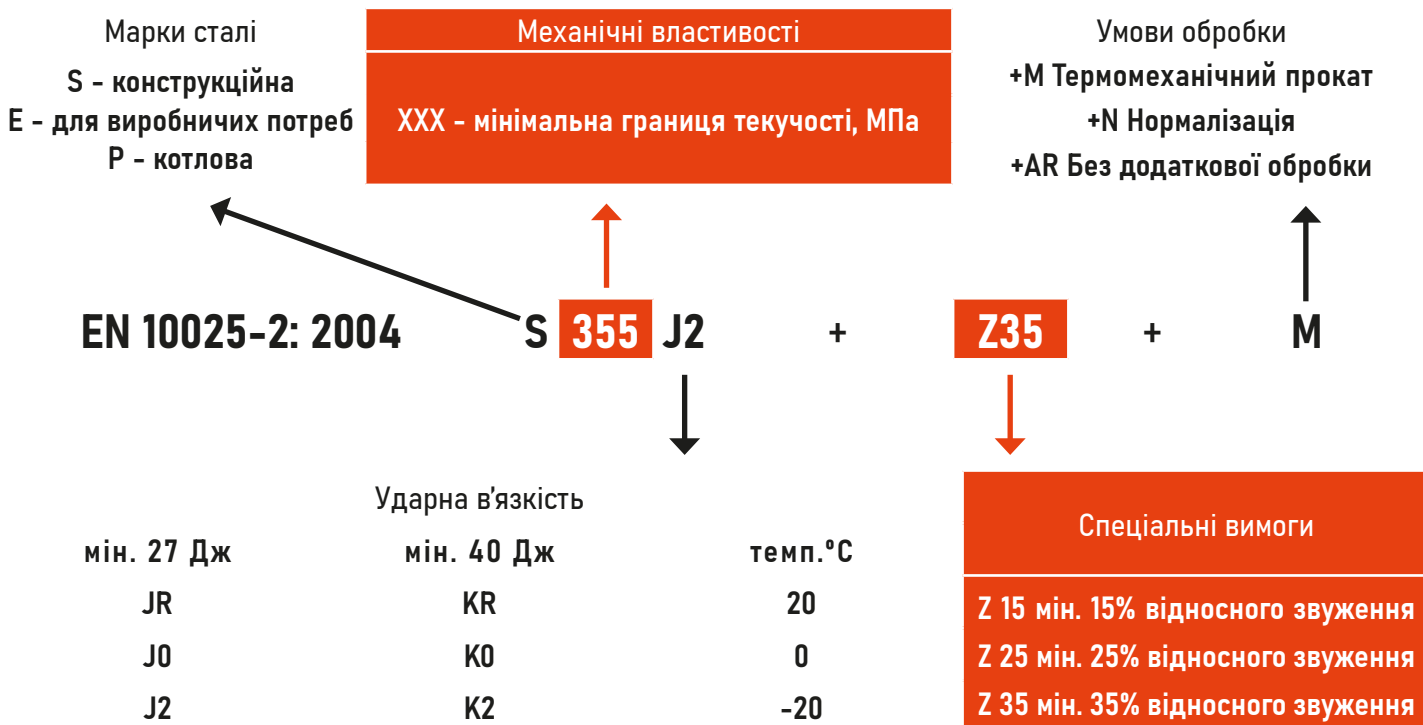 Марки сталі
S - конструкційна
E - для виробничих потреб
P - котлова
Механічні властивості
XXX - мінімальна границя текучості, МПа
Умови обробки
+M Термомеханічний прокат
+N Нормалізація
+AR Без додаткової обробки
EN 10025-2: 2004 S 355 J2 + Z35 + M
Ударна в’язкість
мін. 27 Дж мін. 40 Дж темп.°C
JR KR 20
J0 K0 0
J2 K2 -20
Спеціальні вимоги
Z 15 мін. 15% відносного звуження
Z 25 мін. 25% відносного звуження
Z 35 мін. 35% відносного звуження